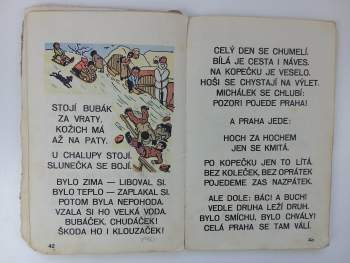 STOJÍ BUBÁK
ZA VRATY,
KOŽICH MÁ
AŽ NA PATY.
U CHALUPY STOJÍ.
SLUNEČKA SE BOJÍ.
BYLO ZIMA — LIBOVAL SI.
BYLO TEPLO — ZAPLAKAL SI.
POTOM BYLA NEPOHODA.
VZALA SI HO VELKÁ VODA.
BUBÁČEK, CHUDÁČEK!
ŠKODA HO I KLOUZAČEK!
42
CELÝ DEN SE CHUMELÍ.
BÍLÁ JE CESTA I NÁVES.
NA KOPEČKU JE VESELO.
HOŠI SE CHYSTAJÍ NA VÝLET.
MICHÁLEK SE CHLUBÍ:
POZOR! POJEDE PRAHA!
A PRAHA JEDE:
HOCH ZA HOCHEM
JEN SE KMITÁ.
PO KOPEČKU JEN TO LÍTÁ.
BEZ KOLEČEK, BEZ OPRÁTEK
POJEDEME ZAS NAZPÁTEK.
ALE DOLE: BÁC! A BUCH!
VEDLE DRUHA LEŽÍ DRUH.
BYLO SMÍCHU, BYLO CHVÁLY!
CELÁ PRAHA SE TAM VÁLÍ.
43